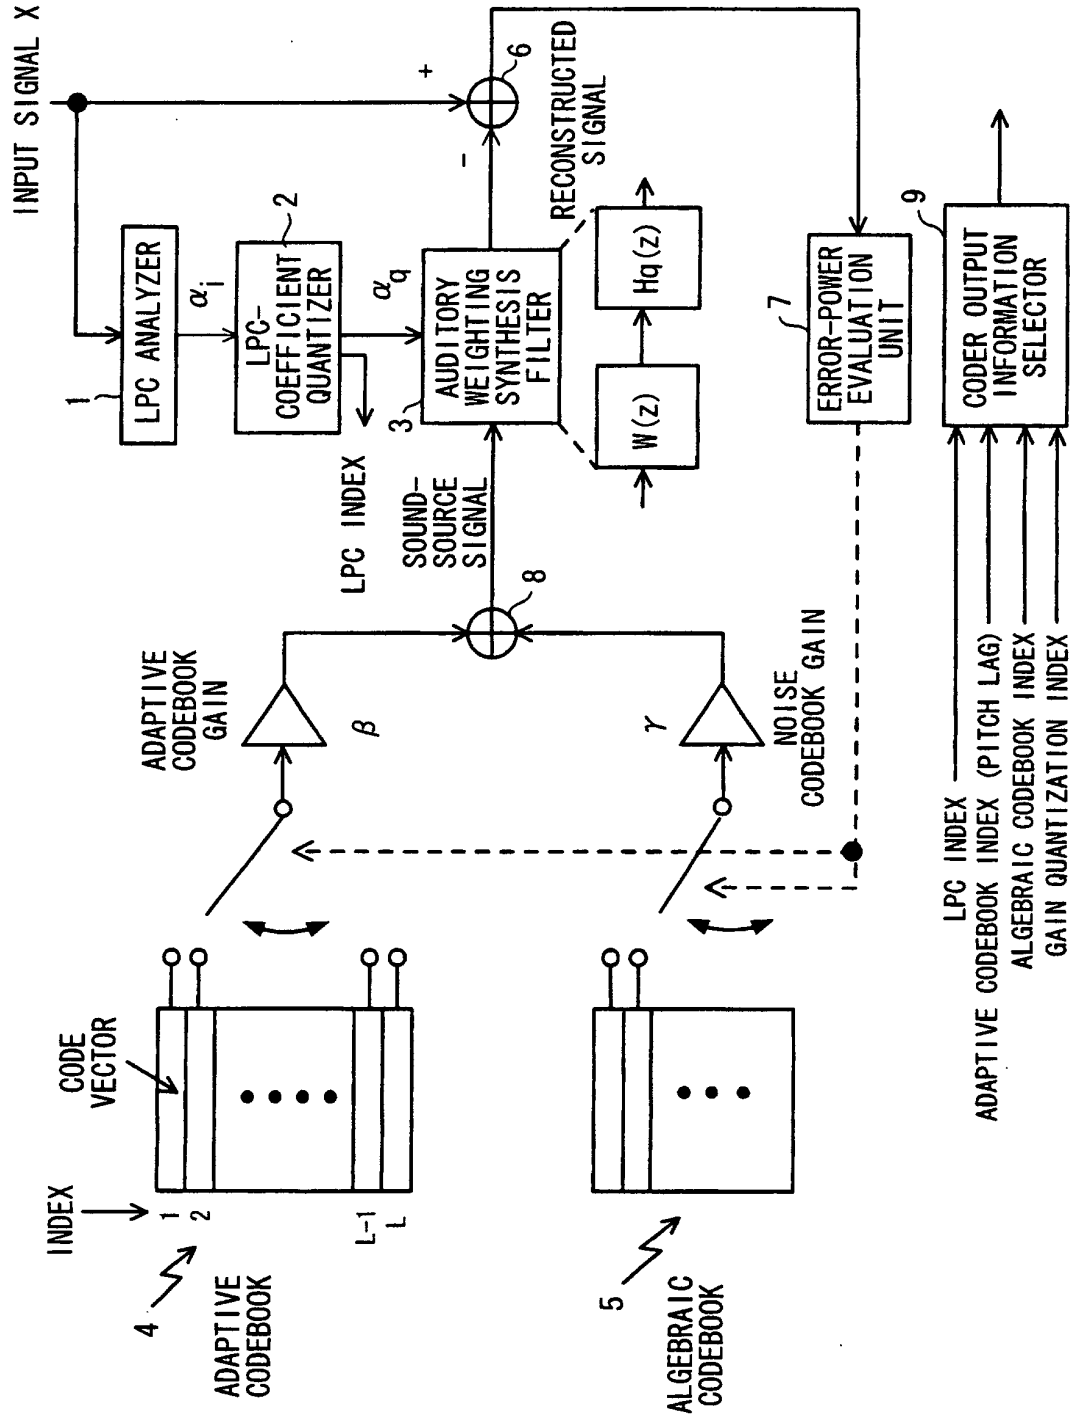 INPUT SIGNAL X
1
LPC ANALYZER
αi
2
LPC-
COEFFICIENT
QUANTIZER
LPC INDEX
αq
3
AUDITORY
WEIGHTING
SYNTHESIS
FILTER
+
-
6
RECONSTRUCTED
SIGNAL
W(z)
Hq(z)
SOUND-
SOURCE
SIGNAL
8
ADAPTIVE
CODEBOOK
GAIN
β
γ
NOISE
CODEBOOK GAIN
INDEX
CODE
VECTOR
1
2
L-1
L
4
ADAPTIVE
CODEBOOK
5
ALGEBRAIC
CODEBOOK
7
ERROR-POWER
EVALUATION
UNIT
9
CODER OUTPUT
INFORMATION
SELECTOR
LPC INDEX
ADAPTIVE CODEBOOK INDEX (PITCH LAG)
ALGEBRAIC CODEBOOK INDEX
GAIN QUANTIZATION INDEX